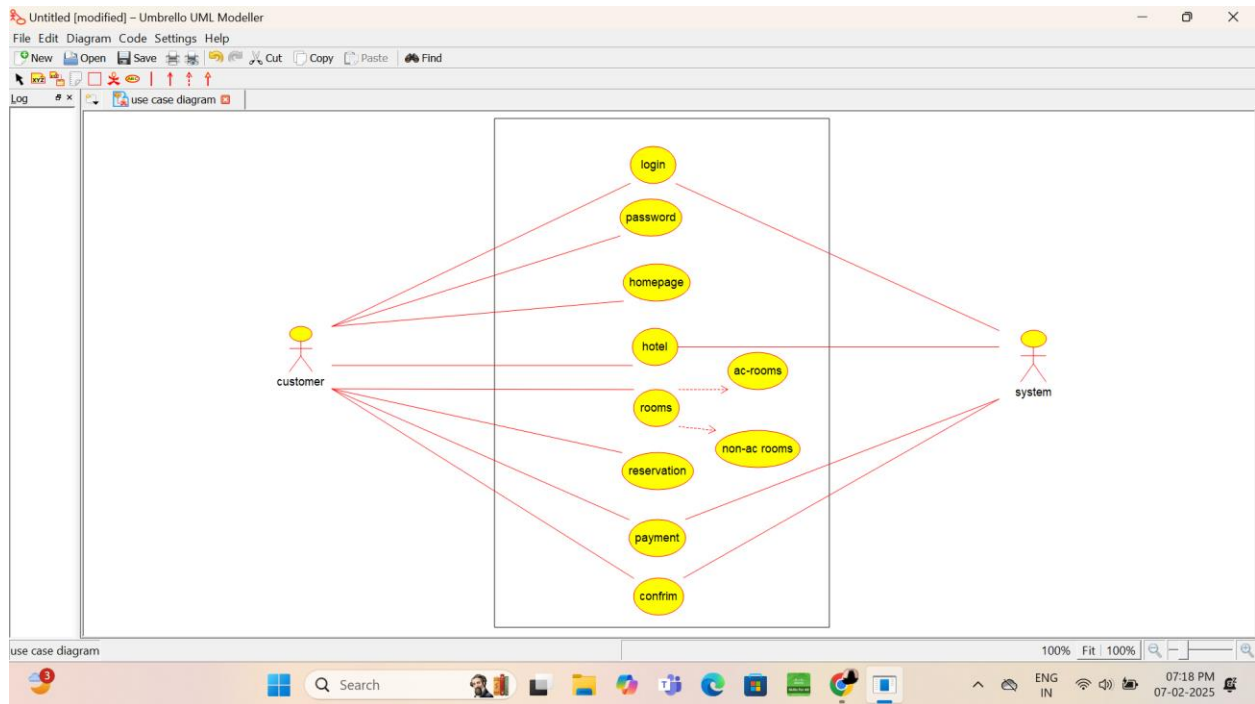 Untitled [modified] – Umbrello UML Modeller
File Edit Diagram Code Settings Help
New Open Save Cut Copy Paste Find
XYZ
Log use case diagram
login
password
homepage
hotel
ac-rooms
customer
system
rooms
non-ac rooms
reservation
payment
confrim
use case diagram
100% Fit 100%
3
Search
ENG
IN
07:18 PM
07-02-2025